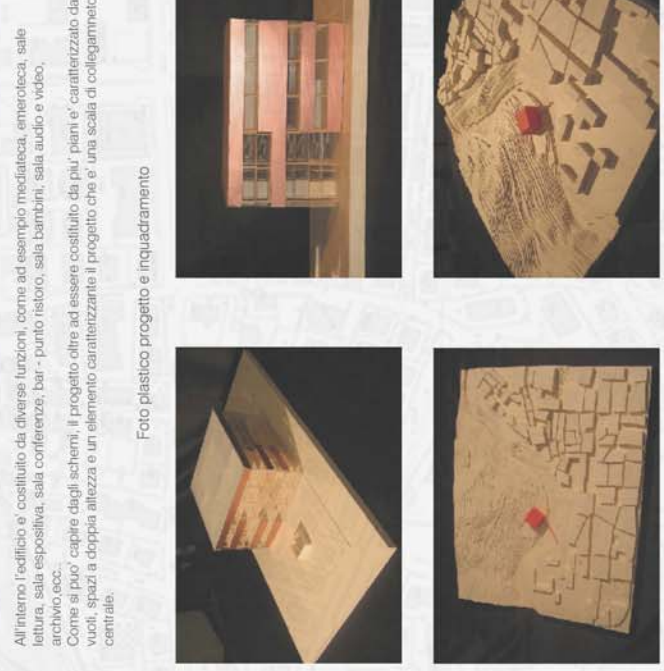 All'interno l'edificio e' costituito da diverse funzioni, come ad esempio mediateca, emeroteca, sale
lettura, sala espositiva, sala conferenze, bar - punto ristoro, sala bambini, sala audio e video,
archivio,ecc..
Come si puo' capire dagli schemi, il progetto oltre ad essere costituito da piu' piani e' caratterizzato da
vuoti, spazi a doppia altezza e un elemento caratterizzante il progetto che e' una scala di collegamneto
centrale.
Foto plastico progetto e inquadramento